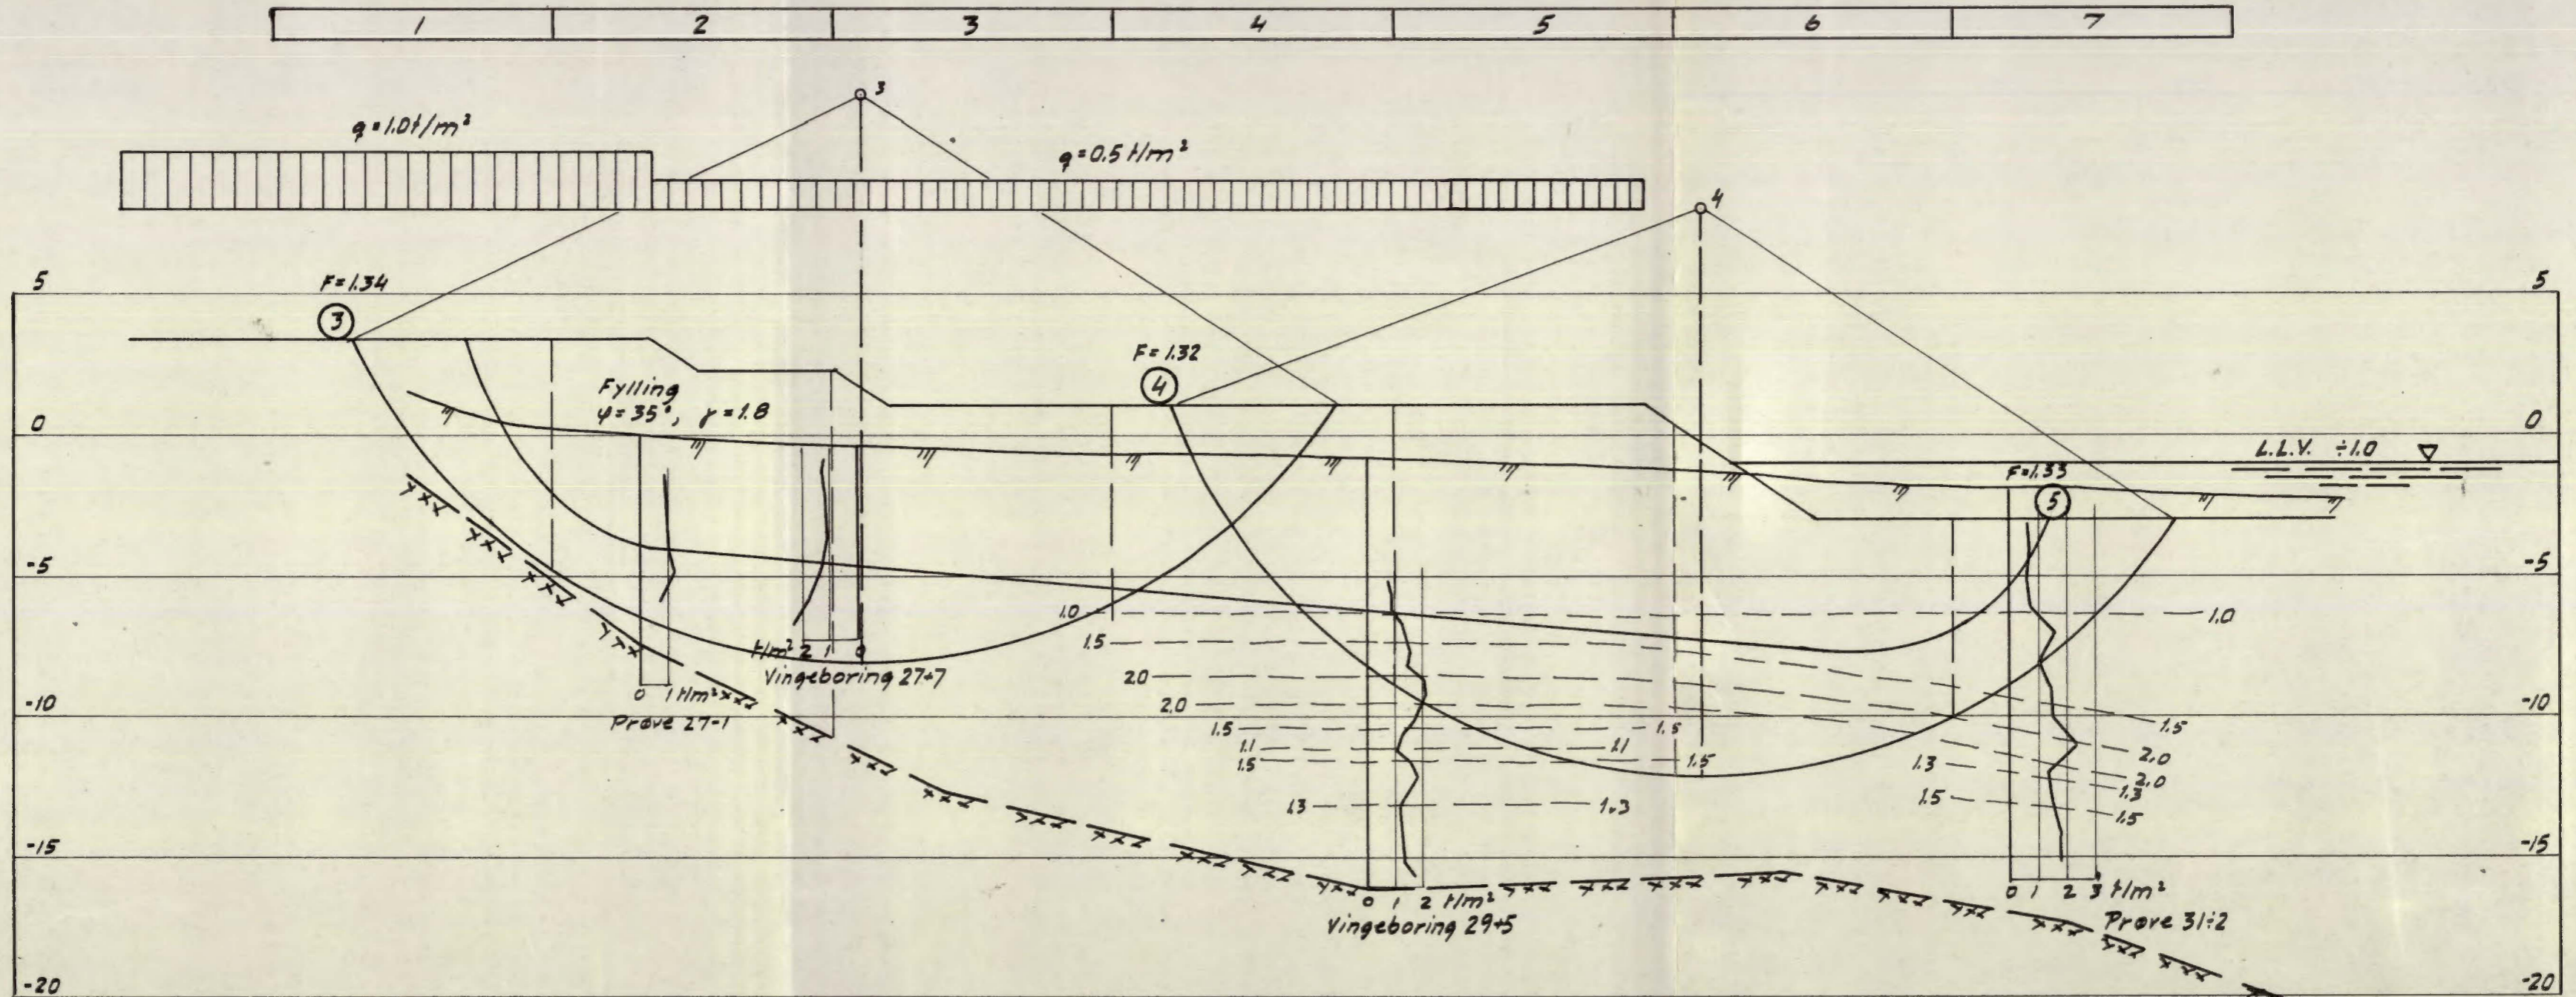 1 2 3 4 5 6 7
3
q=1.0t/m²
q=0.5 t/m²
4
5 5
F=1.34
3
F=1.32
4
Fylling
φ=35°, γ=1.8
0 0
L.L.V. ÷1.0
F=1.33
5
-5 -5
1.0 1.0
1.5
t/m² 2 1 0
Vingeboring 27+7
2.0
0 1 t/m²
Prøve 27-1
2.0
-10 -10
1.5 1.5 1.5
1.1 1.1
1.5 1.5
2.0
1.3 2.0
1.3
1.3 1.3
1.5 1.5
-15 -15
0 1 2 t/m²
Vingeboring 29+5
0 1 2 3 t/m²
Prøve 31÷2
-20 -20